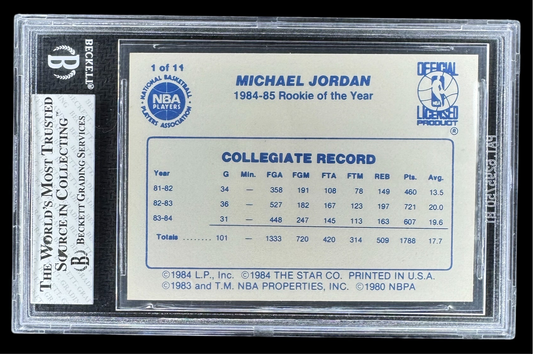 BECKETT
B
THE WORLD'S MOST TRUSTED
SOURCE IN COLLECTING™
B BECKETT GRADING SERVICES
1 of 11
NATIONAL BASKETBALL
NBA
PLAYERS
PLAYERS ASSOCIATION
MICHAEL JORDAN
1984-85 Rookie of the Year
OFFICIAL
NBA
LICENSED
PRODUCT
®
COLLEGIATE RECORD
Year G Min. FGA FGM FTA FTM REB Pts. Avg.
81-82 34 — 358 191 108 78 149 460 13.5
82-83 36 — 527 182 167 123 197 721 20.0
83-84 31 — 448 247 145 113 163 607 19.6
Totals ........ 101 — 1333 720 420 314 509 1788 17.7
©1984 L.P., Inc. ©1984 THE STAR CO. PRINTED IN U.S.A.
©1983 and T.M. NBA PROPERTIES, INC. ©1980 NBPA